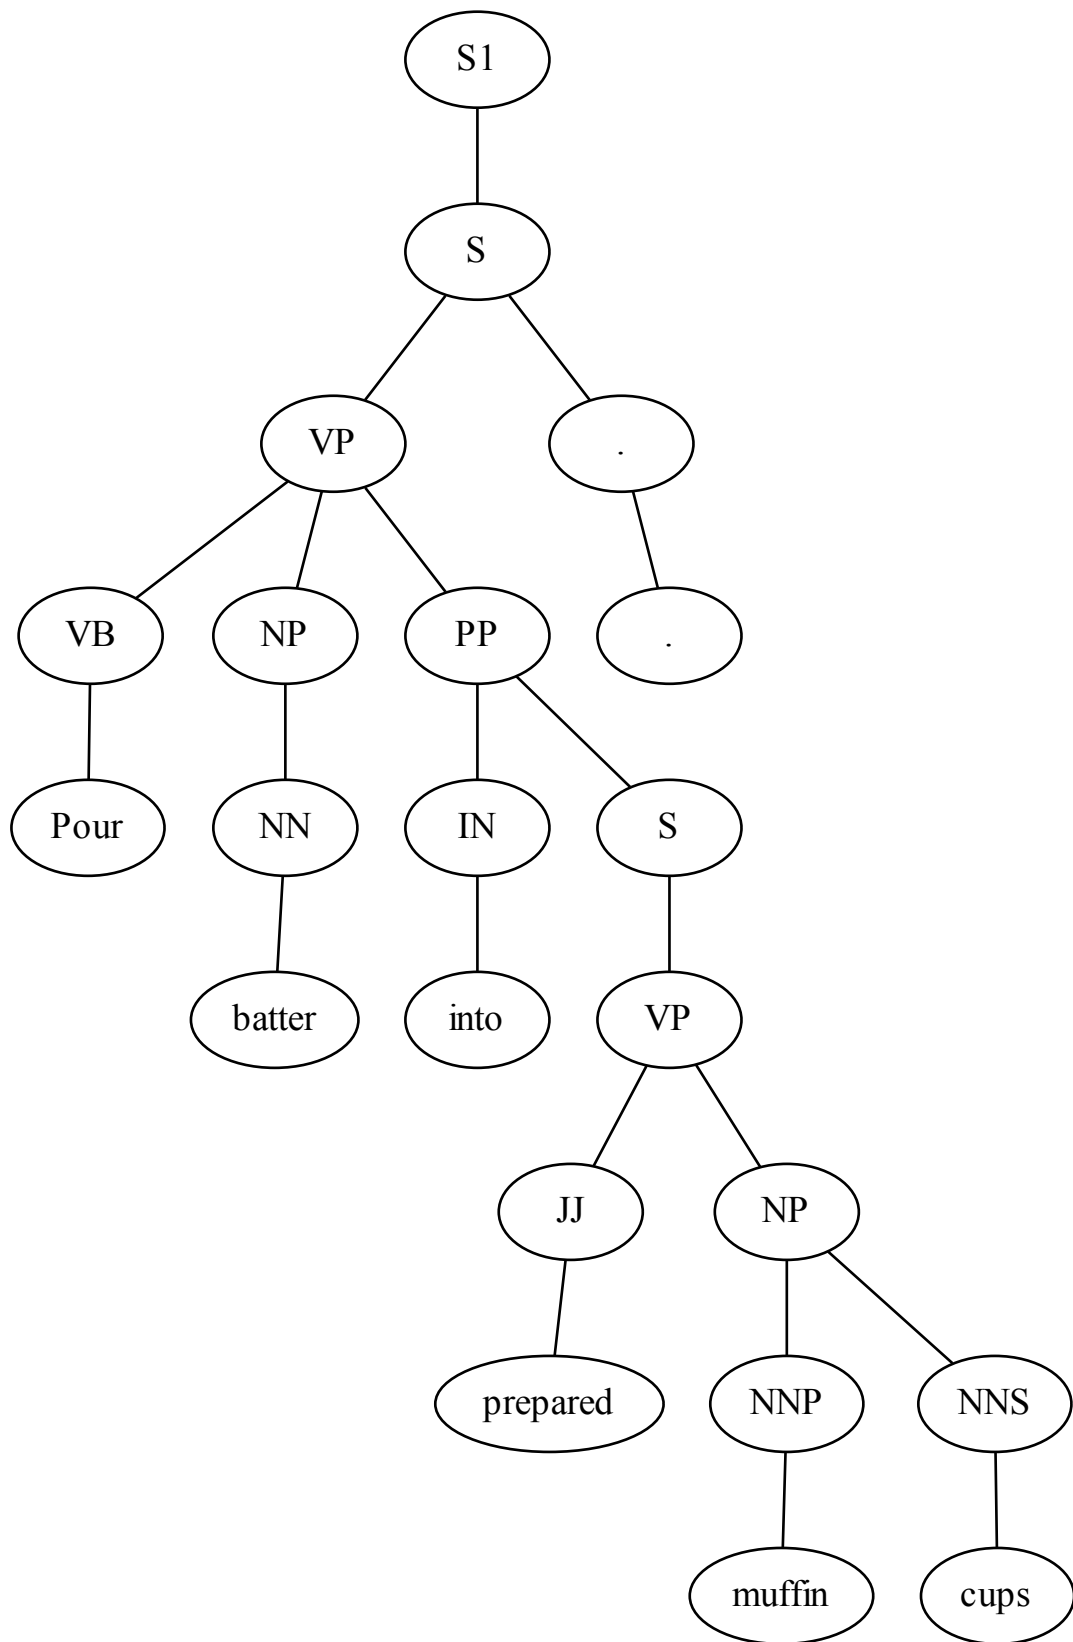 S1
S
VP .
VB NP PP .
Pour NN IN S
batter into VP
JJ NP
prepared NNP NNS
muffin cups